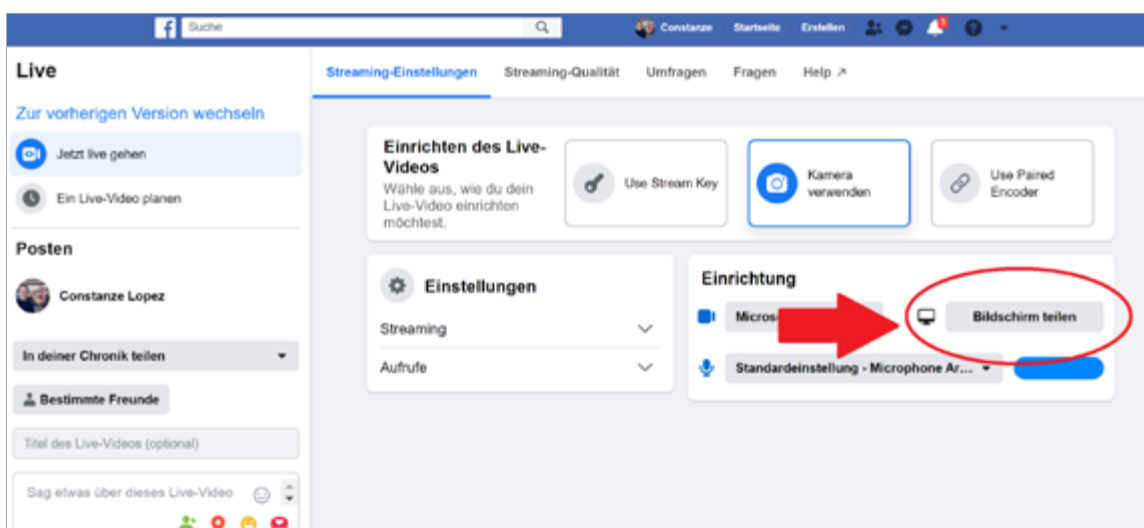 f
Suche
Constanze
Startseite
Erstellen
3
?
Live
Zur vorherigen Version wechseln
Jetzt live gehen
Ein Live-Video planen
Posten
Constanze Lopez
In deiner Chronik teilen
Bestimmte Freunde
Titel des Live-Videos (optional)
Sag etwas über dieses Live-Video
Streaming-Einstellungen
Streaming-Qualität
Umfragen
Fragen
Help
Einrichten des Live-
Videos
Wähle aus, wie du dein
Live-Video einrichten
möchtest.
Use Stream Key
Kamera
verwenden
Use Paired
Encoder
Einstellungen
Streaming
Aufrufe
Einrichtung
Micros
Bildschirm teilen
Standardeinstellung - Microphone Ar...